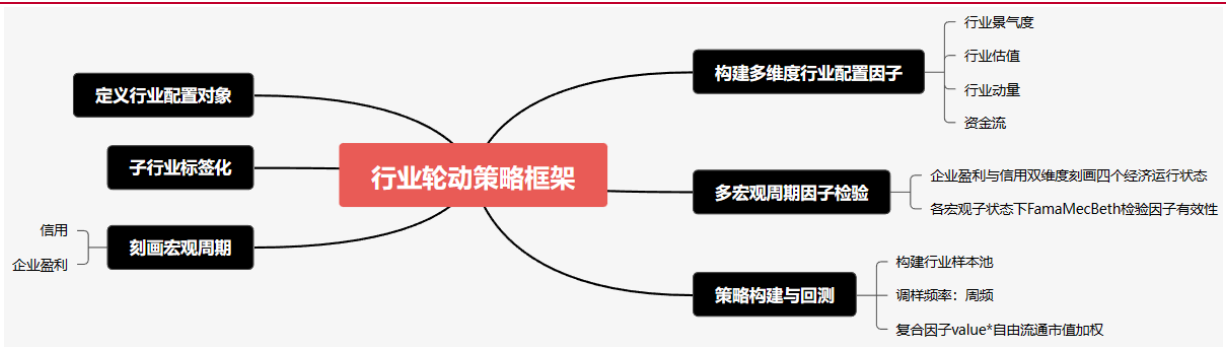 行业轮动策略框架
定义行业配置对象
子行业标签化
刻画宏观周期
信用
企业盈利
构建多维度行业配置因子
行业景气度
行业估值
行业动量
资金流
多宏观周期因子检验
企业盈利与信用双维度刻画四个经济运行状态
各宏观子状态下FamaMecBeth检验因子有效性
策略构建与回测
构建行业样本池
调样频率：周频
复合因子value*自由流通市值加权